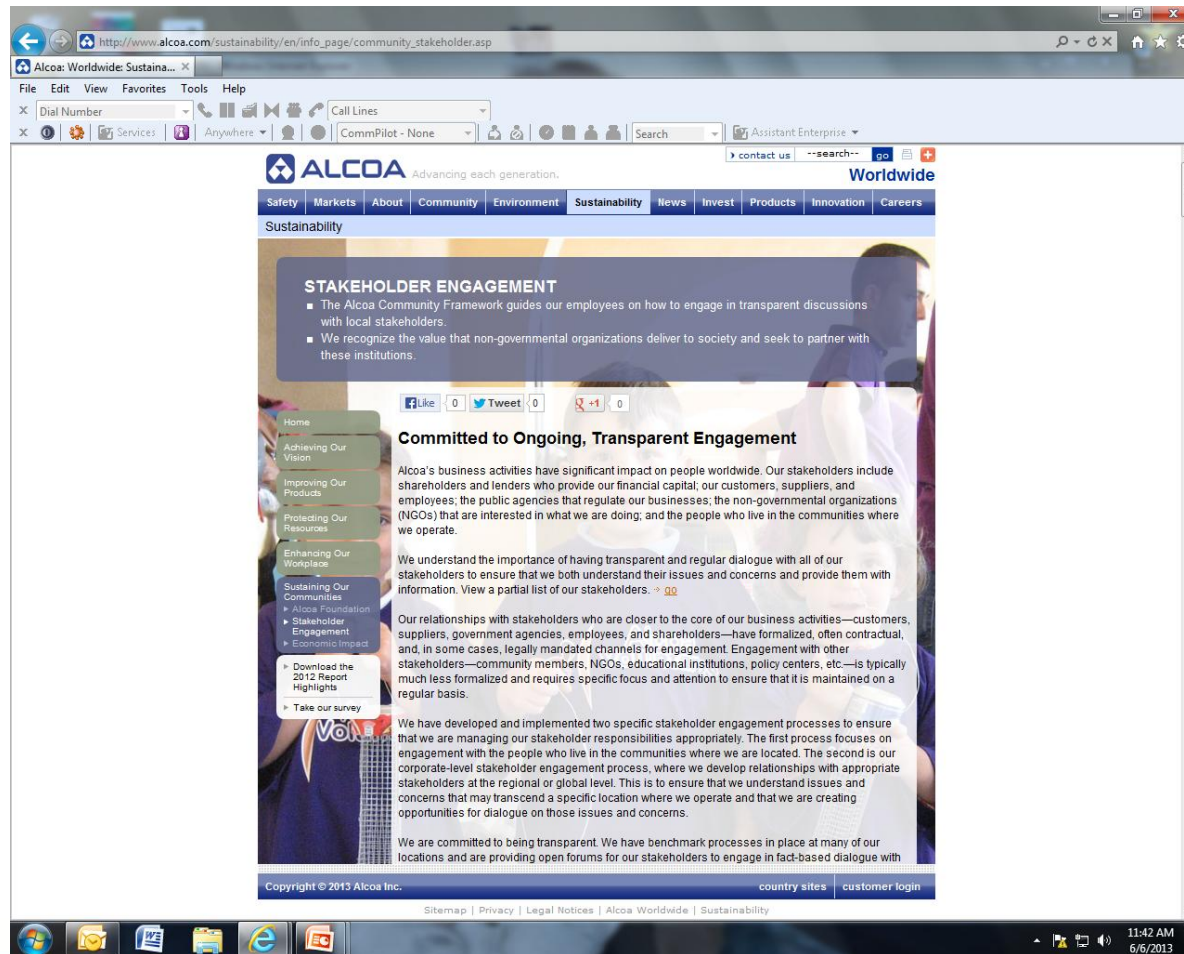 http://www.alcoa.com/sustainability/en/info_page/community_stakeholder.asp
Alcoa: Worldwide: Sustaina...
File Edit View Favorites Tools Help
Dial Number Call Lines
Services Anywhere CommPilot - None Search Assistant Enterprise
contact us --search-- go
ALCOA Advancing each generation.
Worldwide
Safety Markets About Community Environment Sustainability News Invest Products Innovation Careers
Sustainability
STAKEHOLDER ENGAGEMENT
The Alcoa Community Framework guides our employees on how to engage in transparent discussions
with local stakeholders.
We recognize the value that non-governmental organizations deliver to society and seek to partner with
these institutions.
Like 0 Tweet 0 +1 0
Home
Achieving Our
Vision
Improving Our
Products
Protecting Our
Resources
Enhancing Our
Workplace
Sustaining Our
Communities
Alcoa Foundation
Stakeholder
Engagement
Economic Impact
Download the
2012 Report
Highlights
Take our survey
Committed to Ongoing, Transparent Engagement
Alcoa's business activities have significant impact on people worldwide. Our stakeholders include
shareholders and lenders who provide our financial capital; our customers, suppliers, and
employees; the public agencies that regulate our businesses; the non-governmental organizations
(NGOs) that are interested in what we are doing; and the people who live in the communities where
we operate.
We understand the importance of having transparent and regular dialogue with all of our
stakeholders to ensure that we both understand their issues and concerns and provide them with
information. View a partial list of our stakeholders. go
Our relationships with stakeholders who are closer to the core of our business activities—customers,
suppliers, government agencies, employees, and shareholders—have formalized, often contractual,
and, in some cases, legally mandated channels for engagement. Engagement with other
stakeholders—community members, NGOs, educational institutions, policy centers, etc.—is typically
much less formalized and requires specific focus and attention to ensure that it is maintained on a
regular basis.
We have developed and implemented two specific stakeholder engagement processes to ensure
that we are managing our stakeholder responsibilities appropriately. The first process focuses on
engagement with the people who live in the communities where we are located. The second is our
corporate-level stakeholder engagement process, where we develop relationships with appropriate
stakeholders at the regional or global level. This is to ensure that we understand issues and
concerns that may transcend a specific location where we operate and that we are creating
opportunities for dialogue on those issues and concerns.
We are committed to being transparent. We have benchmark processes in place at many of our
locations and are providing open forums for our stakeholders to engage in fact-based dialogue with
Copyright © 2013 Alcoa Inc. country sites customer login
Sitemap | Privacy | Legal Notices | Alcoa Worldwide | Sustainability
11:42 AM
6/6/2013